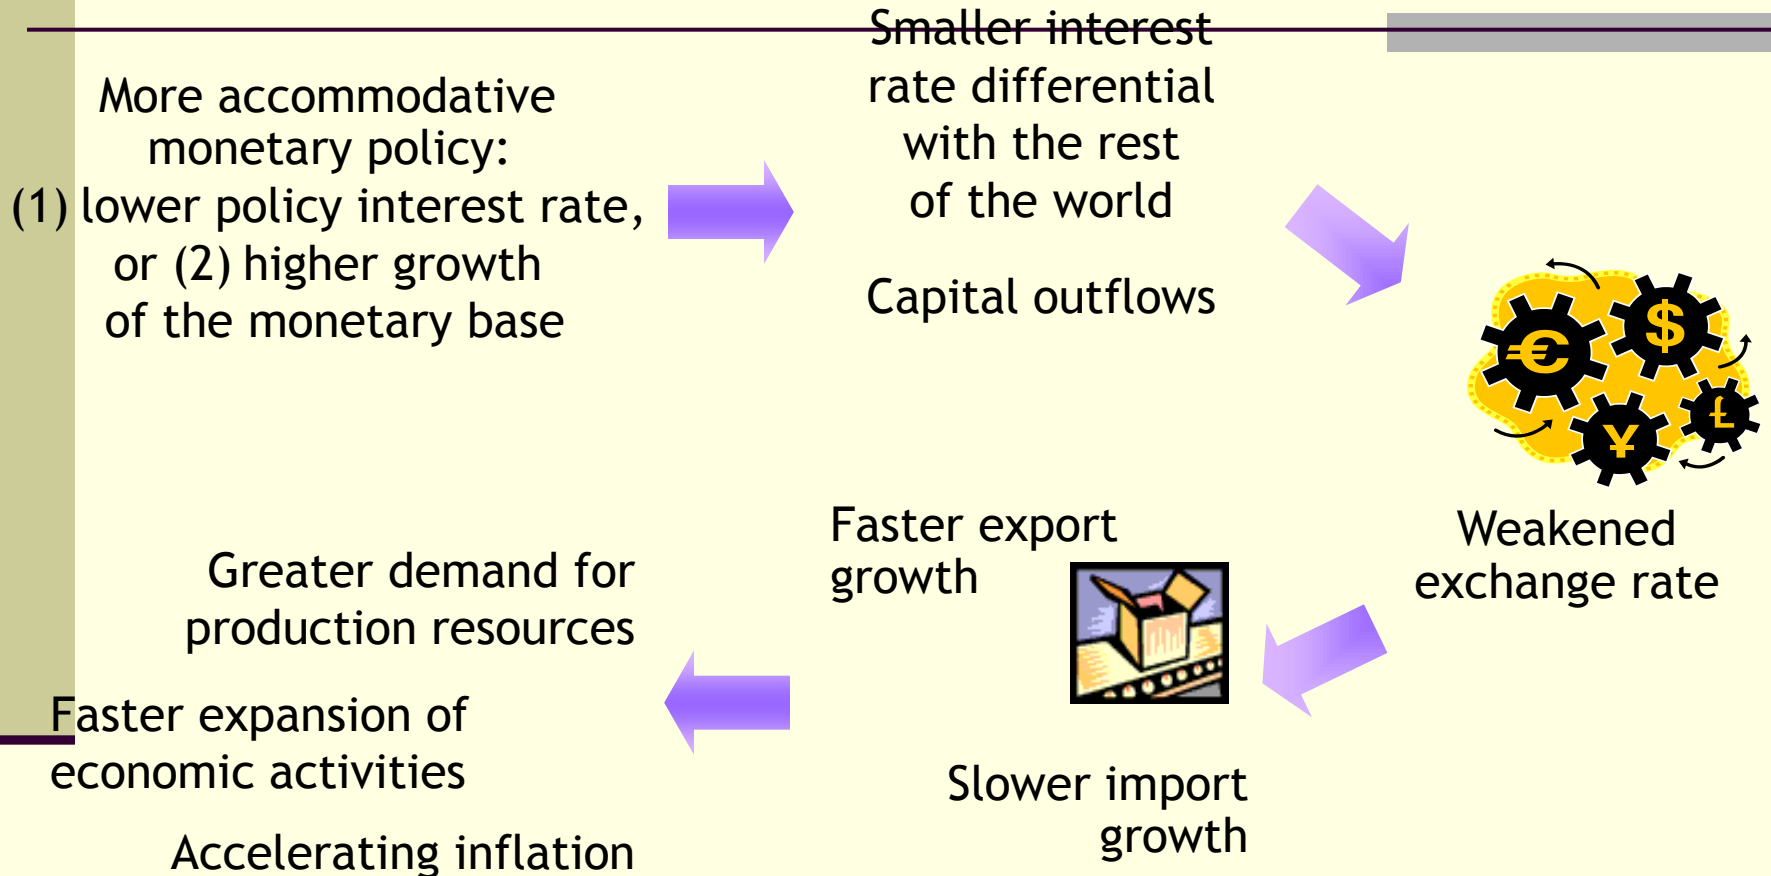 More accommodative
monetary policy:
(1) lower policy interest rate,
or (2) higher growth
of the monetary base
Smaller interest
rate differential
with the rest
of the world
Capital outflows
€
$
¥
£
Weakened
exchange rate
Faster export
growth
Slower import
growth
Greater demand for
production resources
Faster expansion of
economic activities
Accelerating inflation